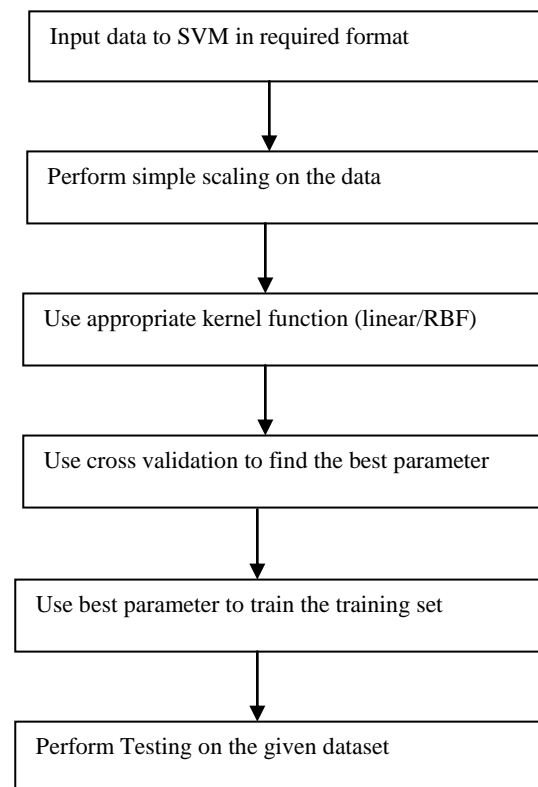 Input data to SVM in required format
Perform simple scaling on the data
Use appropriate kernel function (linear/RBF)
Use cross validation to find the best parameter
Use best parameter to train the training set
Perform Testing on the given dataset